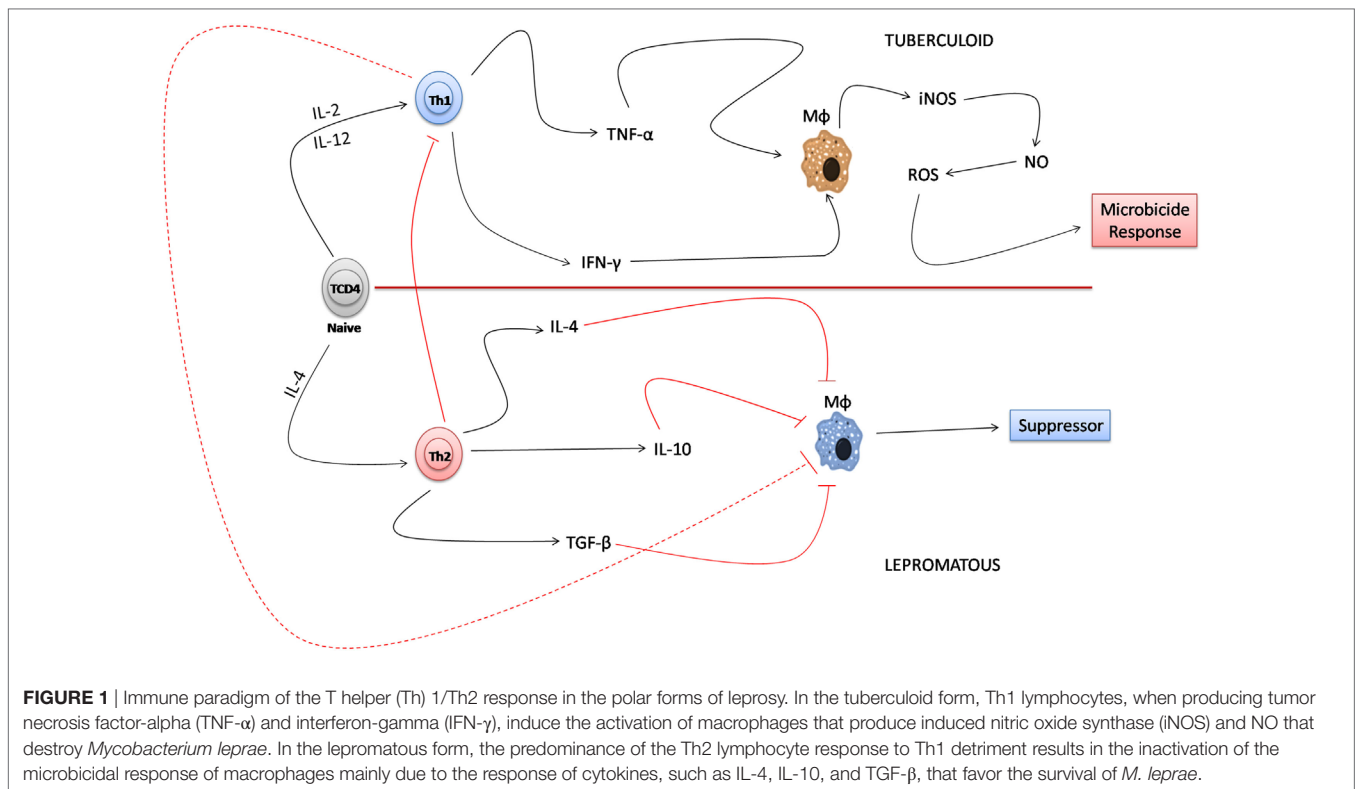 TUBERCULOID
Th1
IL-2
IL-12
TNF-α
Mϕ
iNOS
NO
ROS
Microbicide
Response
IFN-γ
TCD4
Naive
IL-4
IL-4
Mϕ
Th2
IL-10
Suppressor
TGF-β
LEPROMATOUS
FIGURE 1 | Immune paradigm of the T helper (Th) 1/Th2 response in the polar forms of leprosy. In the tuberculoid form, Th1 lymphocytes, when producing tumor
necrosis factor-alpha (TNF-α) and interferon-gamma (IFN-γ), induce the activation of macrophages that produce induced nitric oxide synthase (iNOS) and NO that
destroy Mycobacterium leprae. In the lepromatous form, the predominance of the Th2 lymphocyte response to Th1 detriment results in the inactivation of the
microbicidal response of macrophages mainly due to the response of cytokines, such as IL-4, IL-10, and TGF-β, that favor the survival of M. leprae.